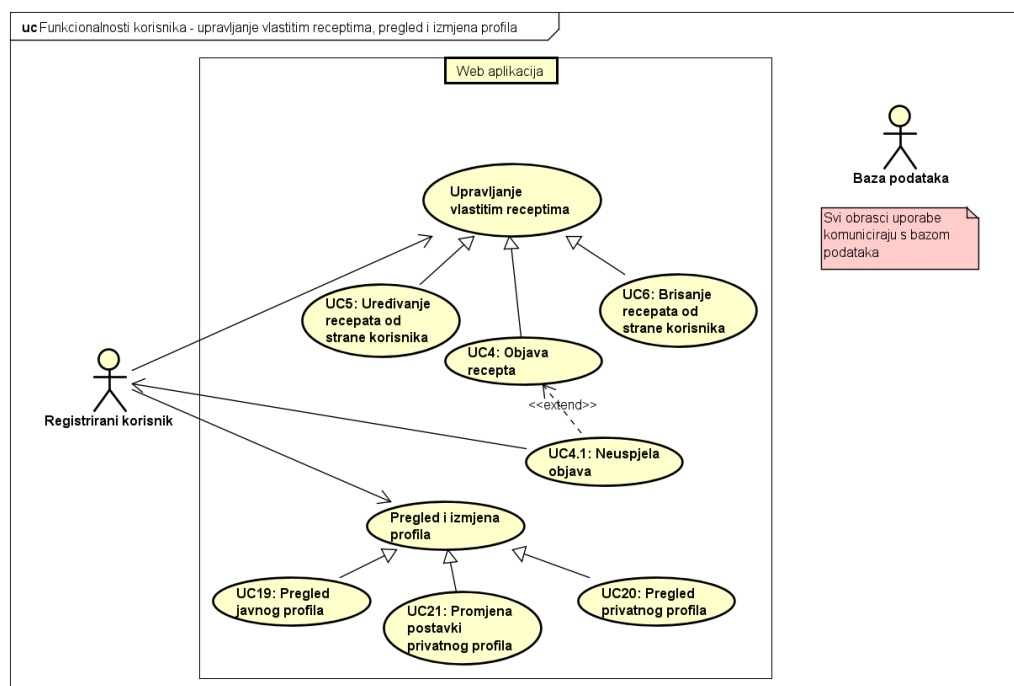 uc Funkcionalnosti korisnika - upravljanje vlastitim receptima, pregled i izmjena profila
Web aplikacija
Baza podataka
Svi obrasci uporabe
komuniciraju s bazom
podataka
Upravljanje
vlastitim receptima
UC5: Uređivanje
recepata od
strane korisnika
UC6: Brisanje
recepata od
strane korisnika
UC4: Objava
recepta
Registrirani korisnik
<<extend>>
UC4.1: Neuspjela
objava
Pregled i izmjena
profila
UC19: Pregled
javnog profila
UC21: Promjena
postavki
privatnog profila
UC20: Pregled
privatnog profila